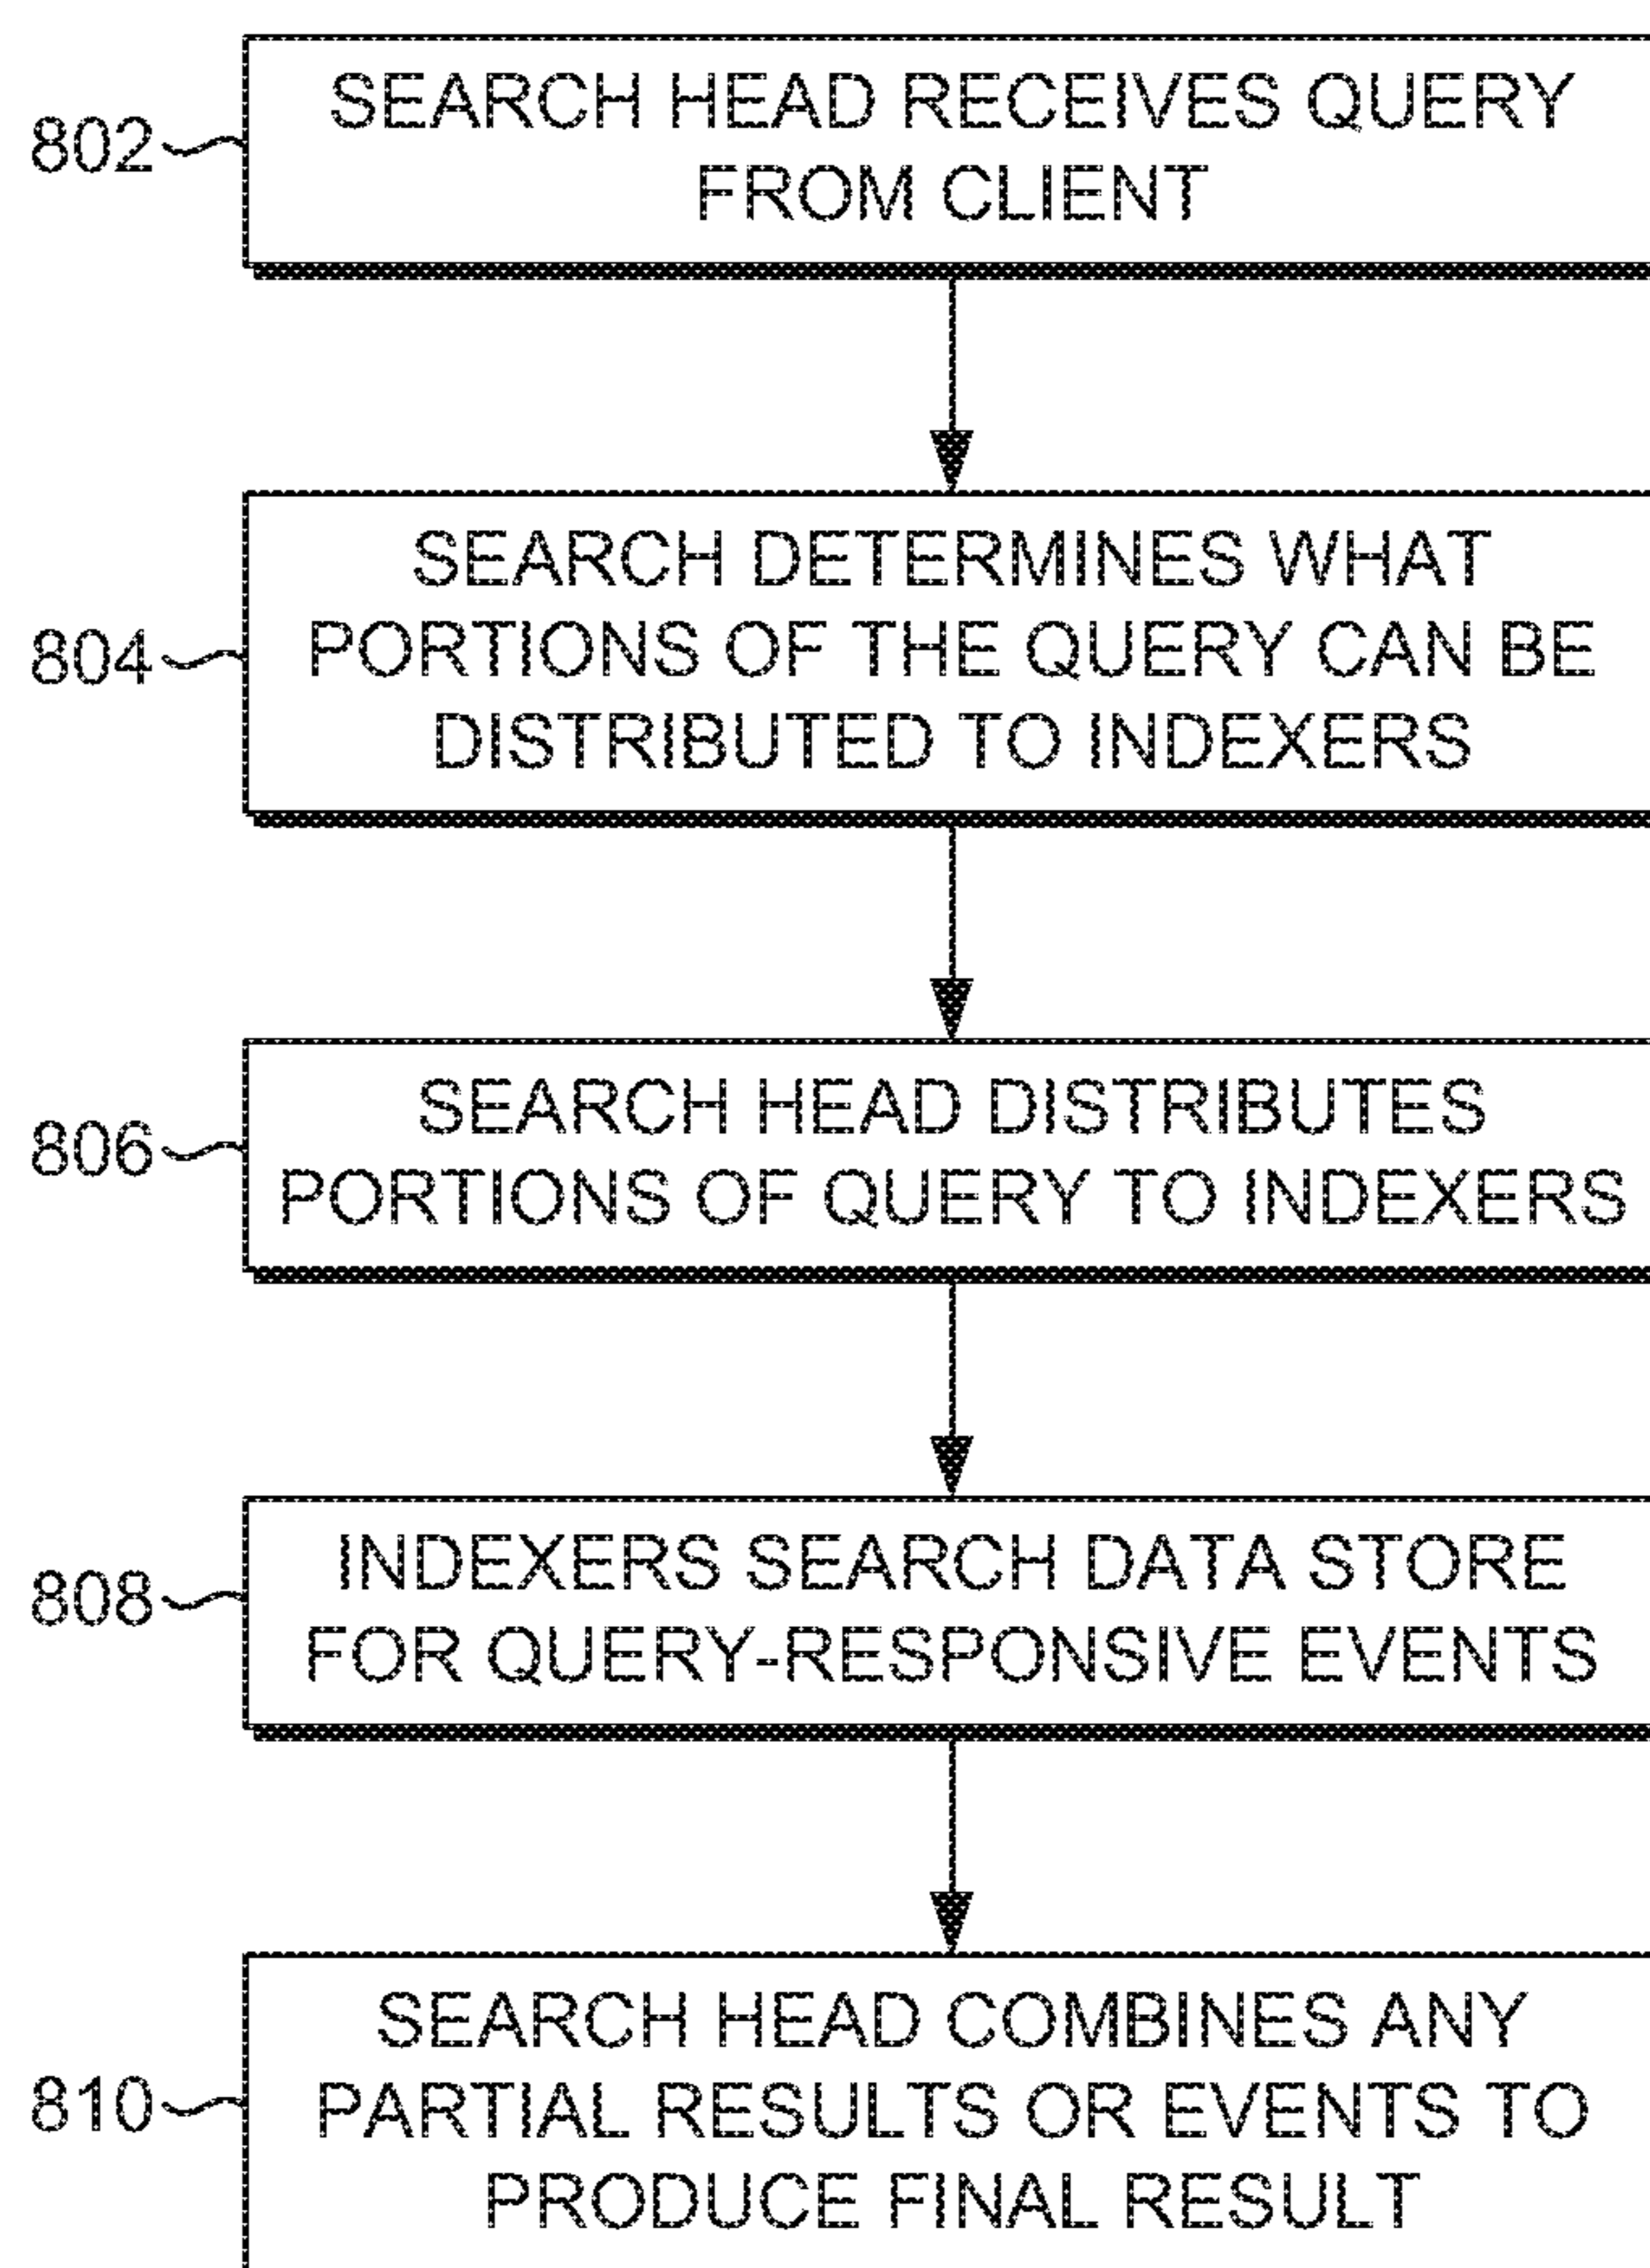 802
SEARCH HEAD RECEIVES QUERY
FROM CLIENT
804
SEARCH DETERMINES WHAT
PORTIONS OF THE QUERY CAN BE
DISTRIBUTED TO INDEXERS
806
SEARCH HEAD DISTRIBUTES
PORTIONS OF QUERY TO INDEXERS
808
INDEXERS SEARCH DATA STORE
FOR QUERY-RESPONSIVE EVENTS
810
SEARCH HEAD COMBINES ANY
PARTIAL RESULTS OR EVENTS TO
PRODUCE FINAL RESULT